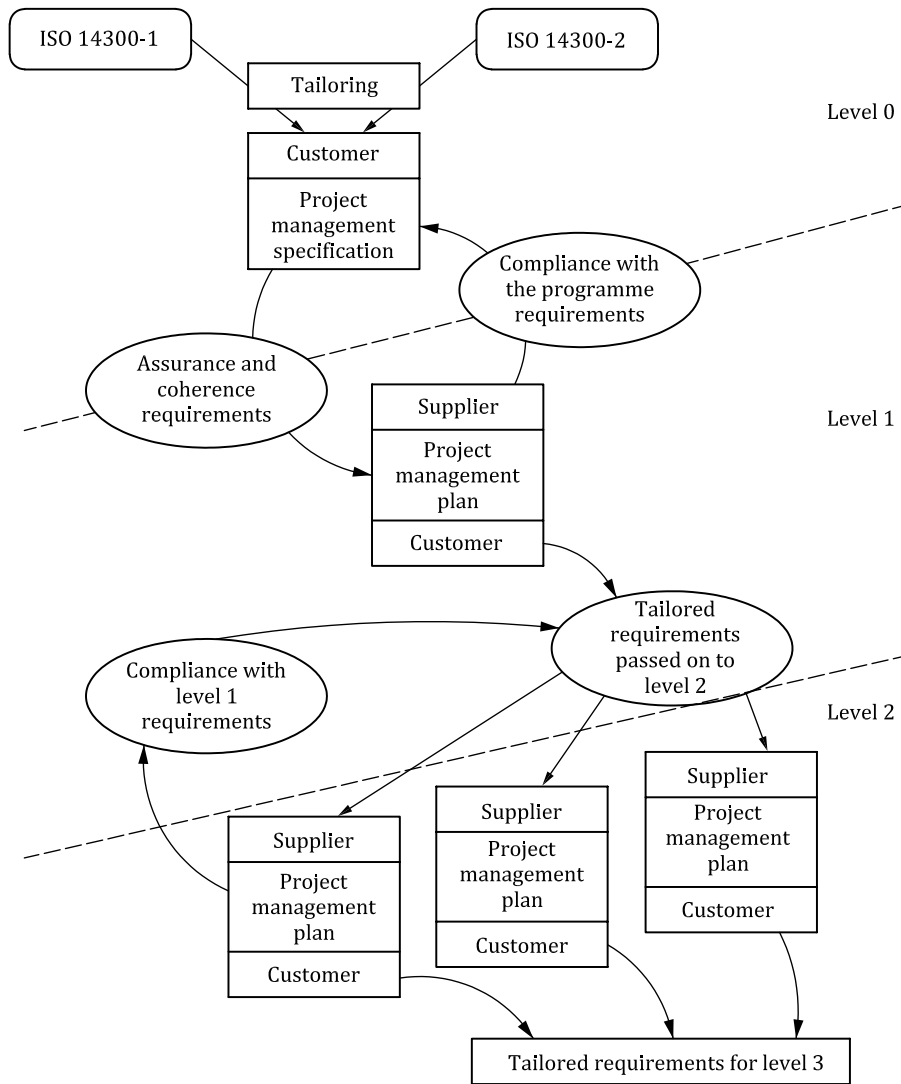 ISO 14300-1
ISO 14300-2
Tailoring
Level 0
Customer
Project
management
specification
Compliance with
the programme
requirements
Assurance and
coherence
requirements
Level 1
Supplier
Project
management
plan
Customer
Tailored
requirements
passed on to
level 2
Compliance with
level 1
requirements
Level 2
Supplier
Project
management
plan
Customer
Supplier
Project
management
plan
Customer
Supplier
Project
management
plan
Customer
Tailored requirements for level 3